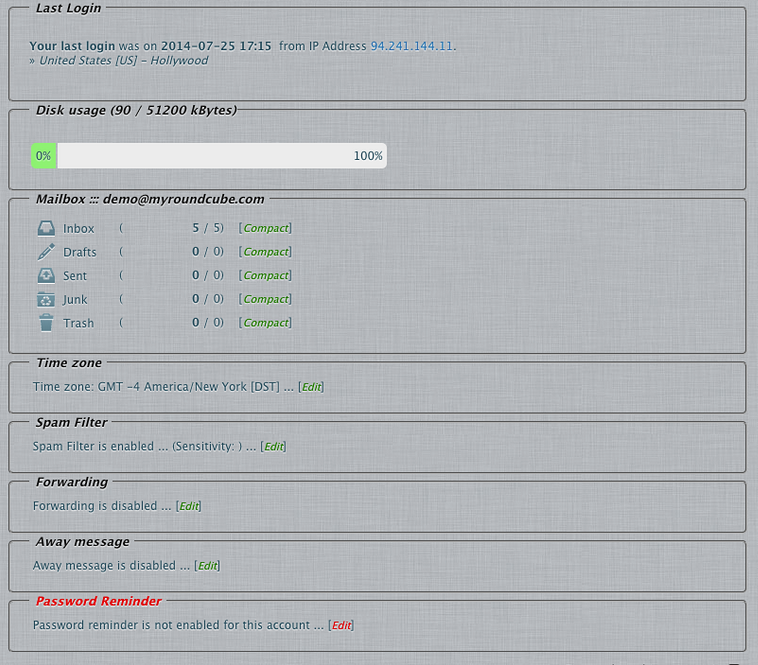 Last Login
Your last login was on 2014-07-25 17:15 from IP Address 94.241.144.11.
» United States [US] - Hollywood
Disk usage (90 / 51200 kBytes)
0% 100%
Mailbox ::: demo@myroundcube.com
Inbox ( 5 / 5) [Compact]
Drafts ( 0 / 0) [Compact]
Sent ( 0 / 0) [Compact]
Junk ( 0 / 0) [Compact]
Trash ( 0 / 0) [Compact]
Time zone
Time zone: GMT -4 America/New York [DST] ... [Edit]
Spam Filter
Spam Filter is enabled ... (Sensitivity: ) ... [Edit]
Forwarding
Forwarding is disabled ... [Edit]
Away message
Away message is disabled ... [Edit]
Password Reminder
Password reminder is not enabled for this account ... [Edit]